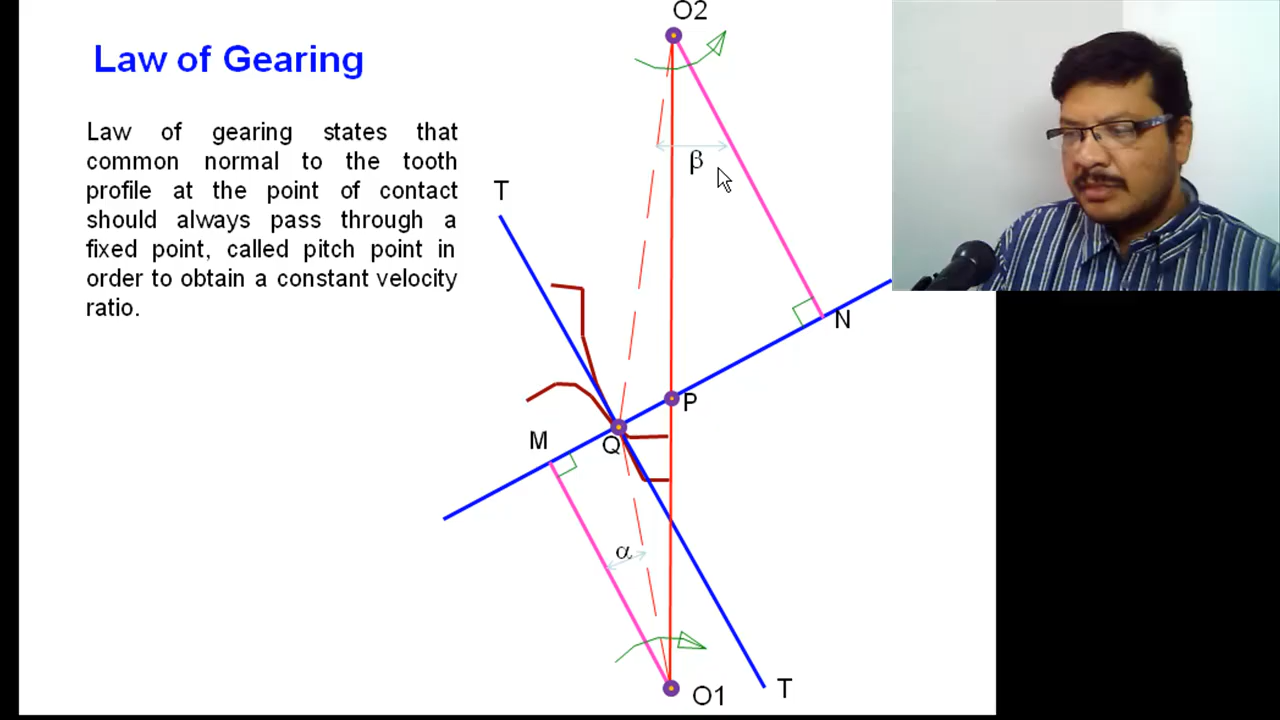 O2
Law of Gearing
Law of gearing states that
common normal to the tooth
profile at the point of contact
should always pass through a
fixed point, called pitch point in
order to obtain a constant velocity
ratio.
β
T
N
P
M
Q
α
T
O1